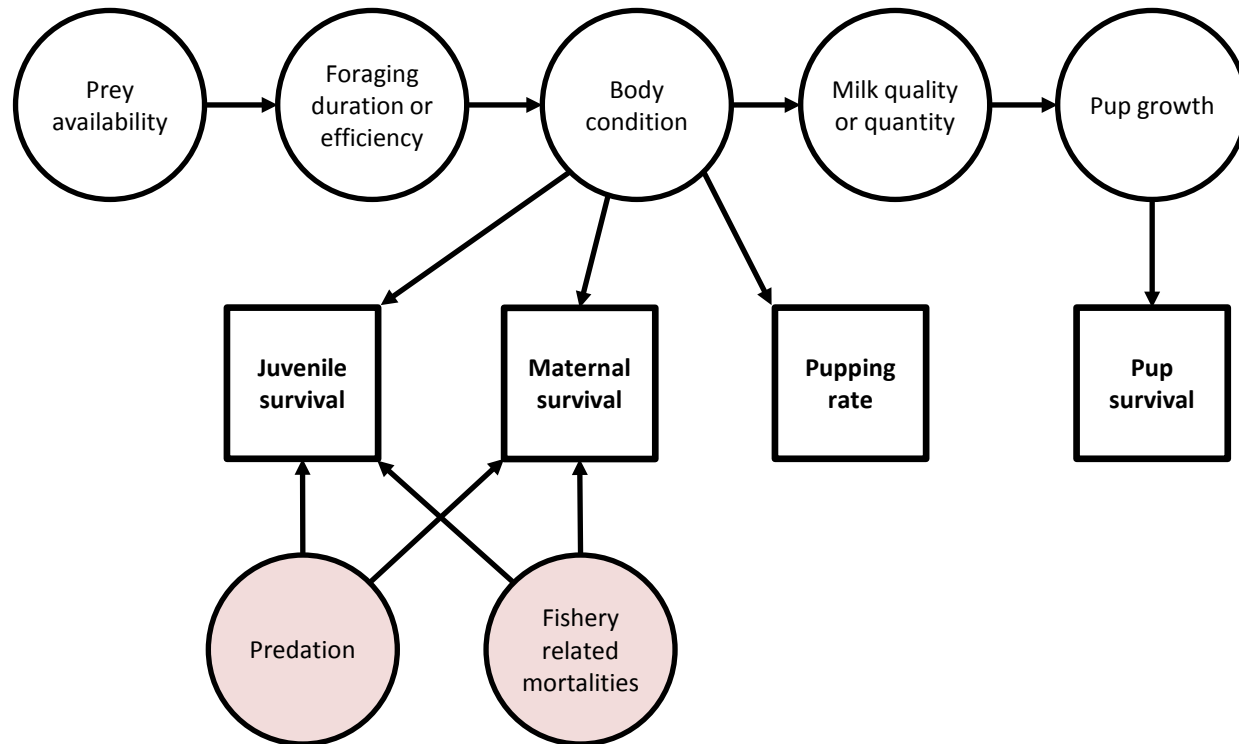 Prey
availability
Foraging
duration or
efficiency
Body
condition
Milk quality
or quantity
Pup growth
Juvenile
survival
Maternal
survival
Pupping
rate
Pup
survival
Predation
Fishery
related
mortalities